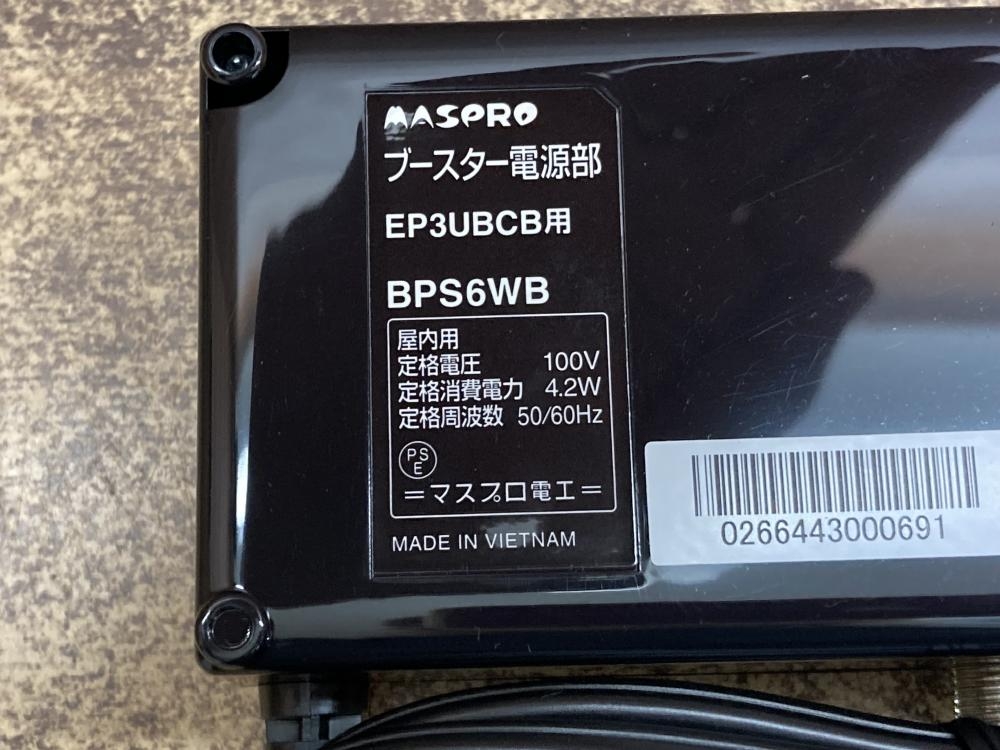 MASPRO
ブースター電源部
EP3UBCB用
BPS6WB
屋内用
定格電圧 100V
定格消費電力 4.2W
定格周波数 50/60Hz
PS
E
=マスプロ電工=
MADE IN VIETNAM
0266443000691